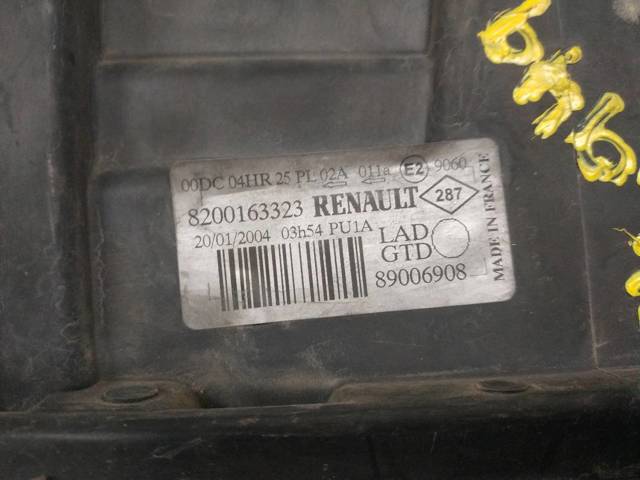 00DC 04HR 25 PL 02A 011a E2 9060
8200163323 RENAULT 287
20/01/2004 03h54 PU1A
LAD
GTD
89006908
MADE IN FRANCE